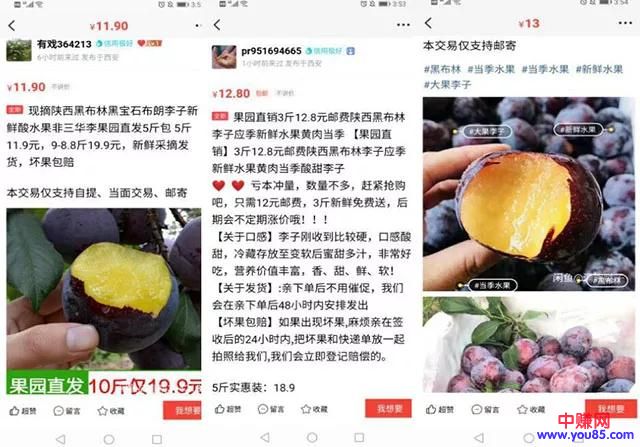 3:5
¥11.90
有戏364213 信用极好
6小时前来过 发布于西安
¥11.90 不讲价
全新 现摘陕西黑布林黑宝石布朗李子新
鲜酸水果非三华李果园直发5斤包 5斤
11.9元，9-8.8斤19.9元，新鲜采摘发
货，坏果包赔
本交易仅支持自提、当面交易、邮寄
果园直发
10斤仅19.9元
超赞 留言 收藏 我想要
3:53
pr951694665 信用极好
1小时前来过 发布于西安
¥12.80 包邮 不讲价
全新 果园直销3斤12.8元邮费陕西黑布林
李子应季新鲜水果黄肉当季 【果园直
销】3斤12.8元邮费陕西黑布林李子应季
新鲜水果黄肉当季酸甜李子
❤ ❤ 亏本冲量，数量不多，赶紧抢购
吧，只需12元邮费，3斤新鲜免费送，后
期会不定期涨价哦！！！
【关于口感】李子刚收到比较硬，口感酸
甜，冷藏存放至变软后蜜甜多汁，非常好
吃，营养价值丰富，香、甜、鲜、软！
【关于发货】:亲下单后不用催促，我们
会在亲下单后48小时内安排发出
【坏果包赔】如果出现坏果,麻烦亲在签
收后的24小时内,把坏果和快递单放一起
拍照给我们,我们会立即登记赔偿的。
5斤实惠装：18.9
超赞 留言 收藏 我想要
3:54
¥13
本交易仅支持邮寄
#黑布林 #当季水果 #当季水果 #新鲜水果
#大果李子
#大果李子
#新鲜水果
#当季水果
#黑布林
闲鱼
超赞 留言 收藏 我想要
中赚网
www.you85.com